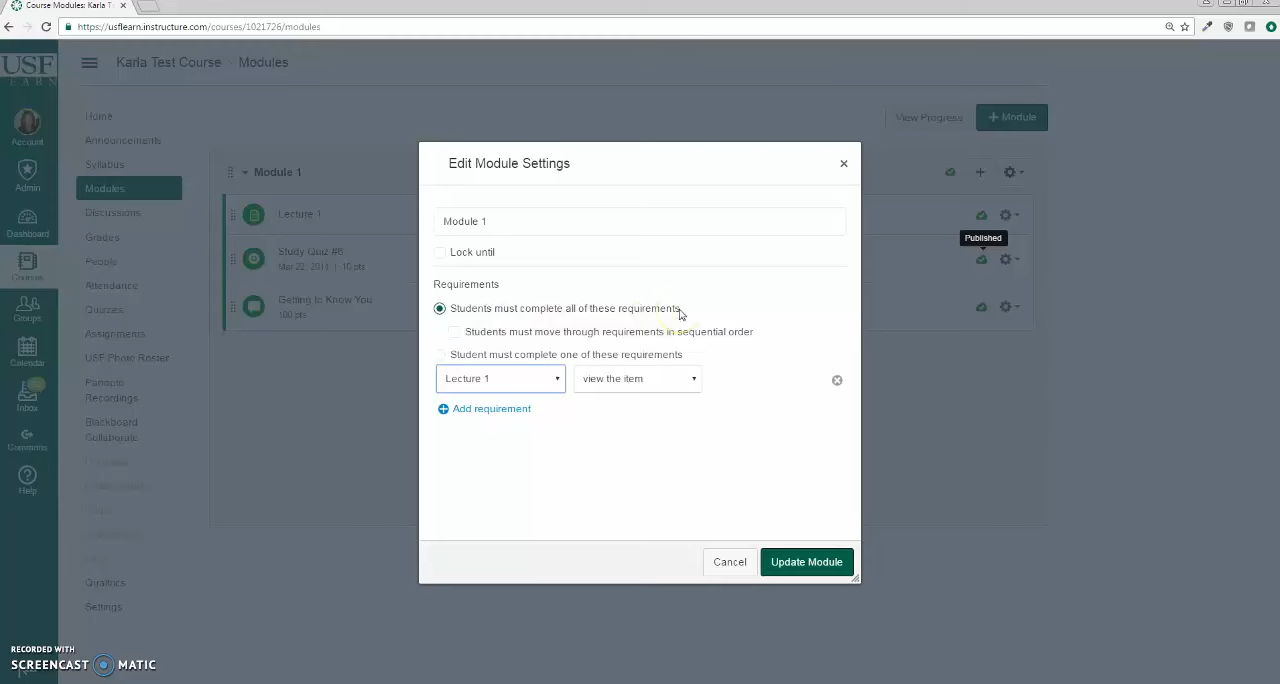 Course Modules: Karla T
https://usflearn.instructure.com/courses/1021726/modules
USF
Karla Test Course
Modules
Account
Admin
Dashboard
Courses
Groups
Calendar
Inbox
Commons
Help
Home
Announcements
Syllabus
Modules
Discussions
Grades
People
Attendance
Quizzes
Assignments
USF Photo Roster
Panopto
Recordings
Blackboard
Collaborate
Qualtrics
Settings
View Progress
+ Module
Module 1
Lecture 1
Study Quiz #6
Mar 22, 2014 | 10 pts
Getting to Know You
100 pts
Published
Edit Module Settings
Module 1
Lock until
Requirements
Students must complete all of these requirements
Students must move through requirements in sequential order
Student must complete one of these requirements
Lecture 1
view the item
Add requirement
Cancel
Update Module
RECORDED WITH
SCREENCAST MATIC